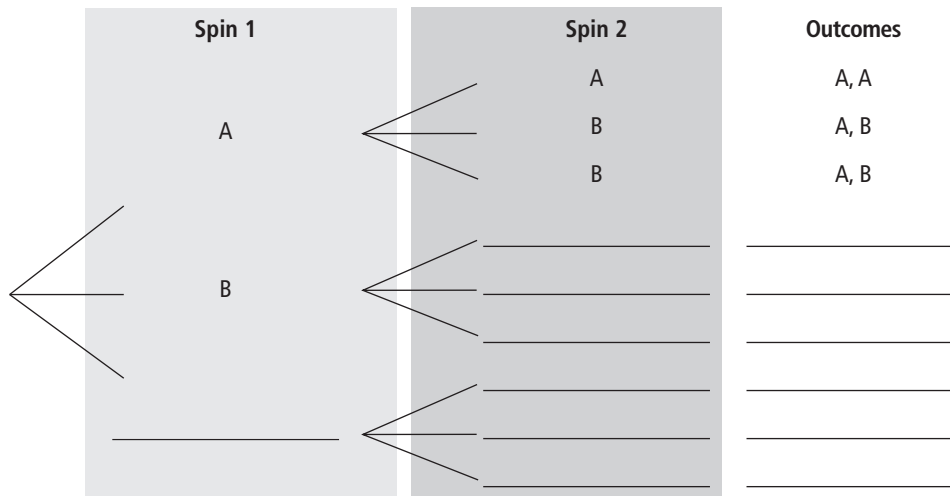 Spin 1 Spin 2 Outcomes
A A, A
A B A, B
B A, B
B